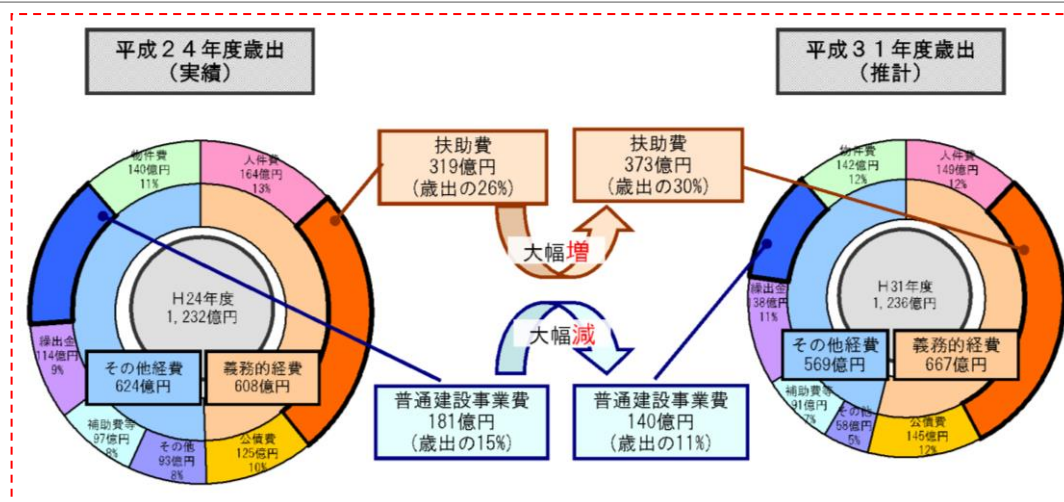 平成２４年度歳出
（実績）
物件費
140億円
11%
人件費
164億円
13%
H24年度
1,232億円
繰出金
114億円
9%
その他経費
624億円
義務的経費
608億円
補助費等
97億円
8%
その他
93億円
8%
公債費
125億円
10%
扶助費
319億円
(歳出の26%)
扶助費
373億円
(歳出の30%)
大幅増
大幅減
普通建設事業費
181億円
(歳出の15%)
普通建設事業費
140億円
(歳出の11%)
平成３１年度歳出
（推計）
物件費
142億円
12%
人件費
149億円
12%
H31年度
1,236億円
繰出金
138億円
11%
その他経費
569億円
義務的経費
667億円
補助費等
91億円
7%
その他
58億円
5%
公債費
145億円
12%